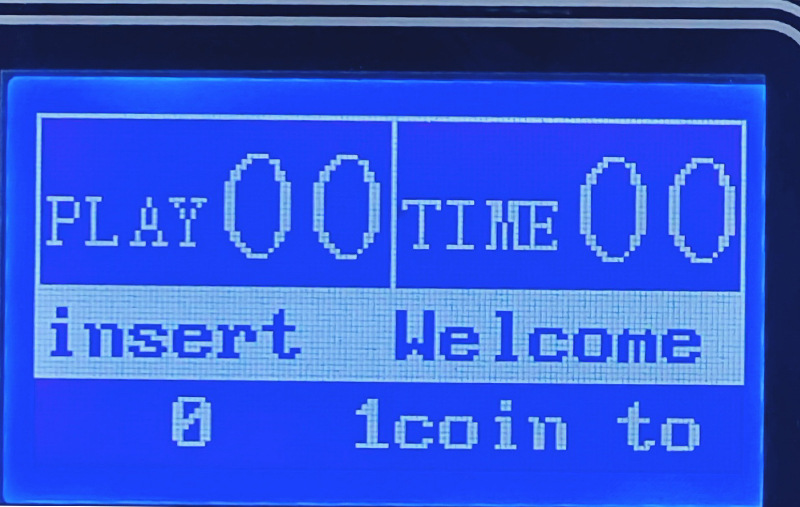 PLAY 00 TIME 00
insert Welcome
0 1coin to